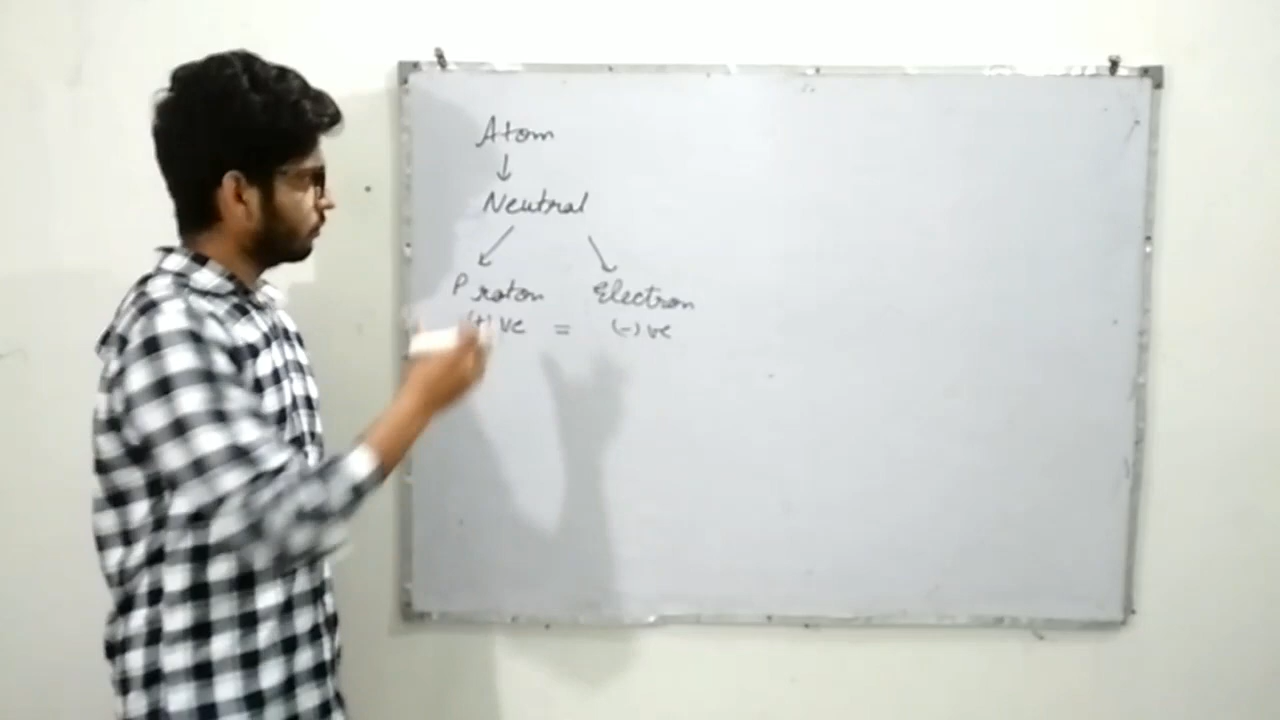 Atom
↓
Neutral
Proton Electron
(+) ve = (-) ve